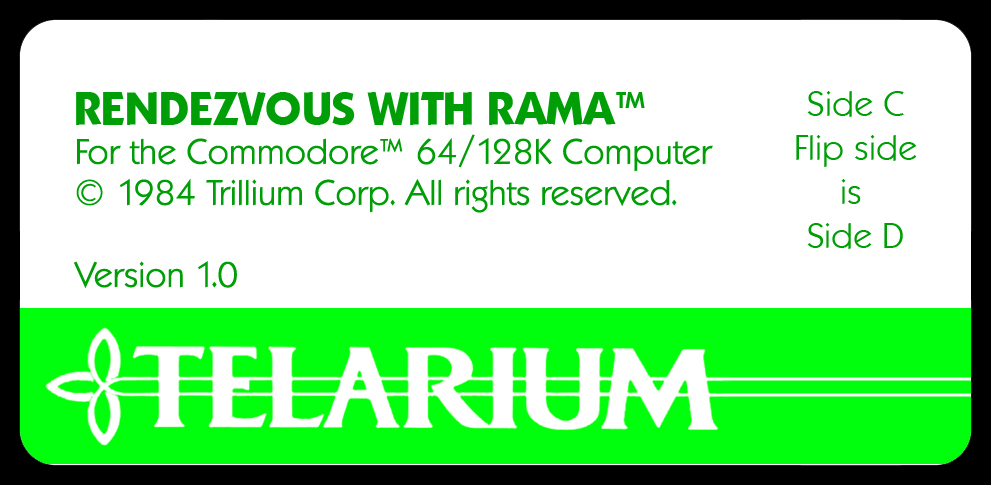 RENDEZVOUS WITH RAMA™
For the Commodore™ 64/128K Computer
© 1984 Trillium Corp. All rights reserved.
Version 1.0
Side C
Flip side
is
Side D
TELARIUM